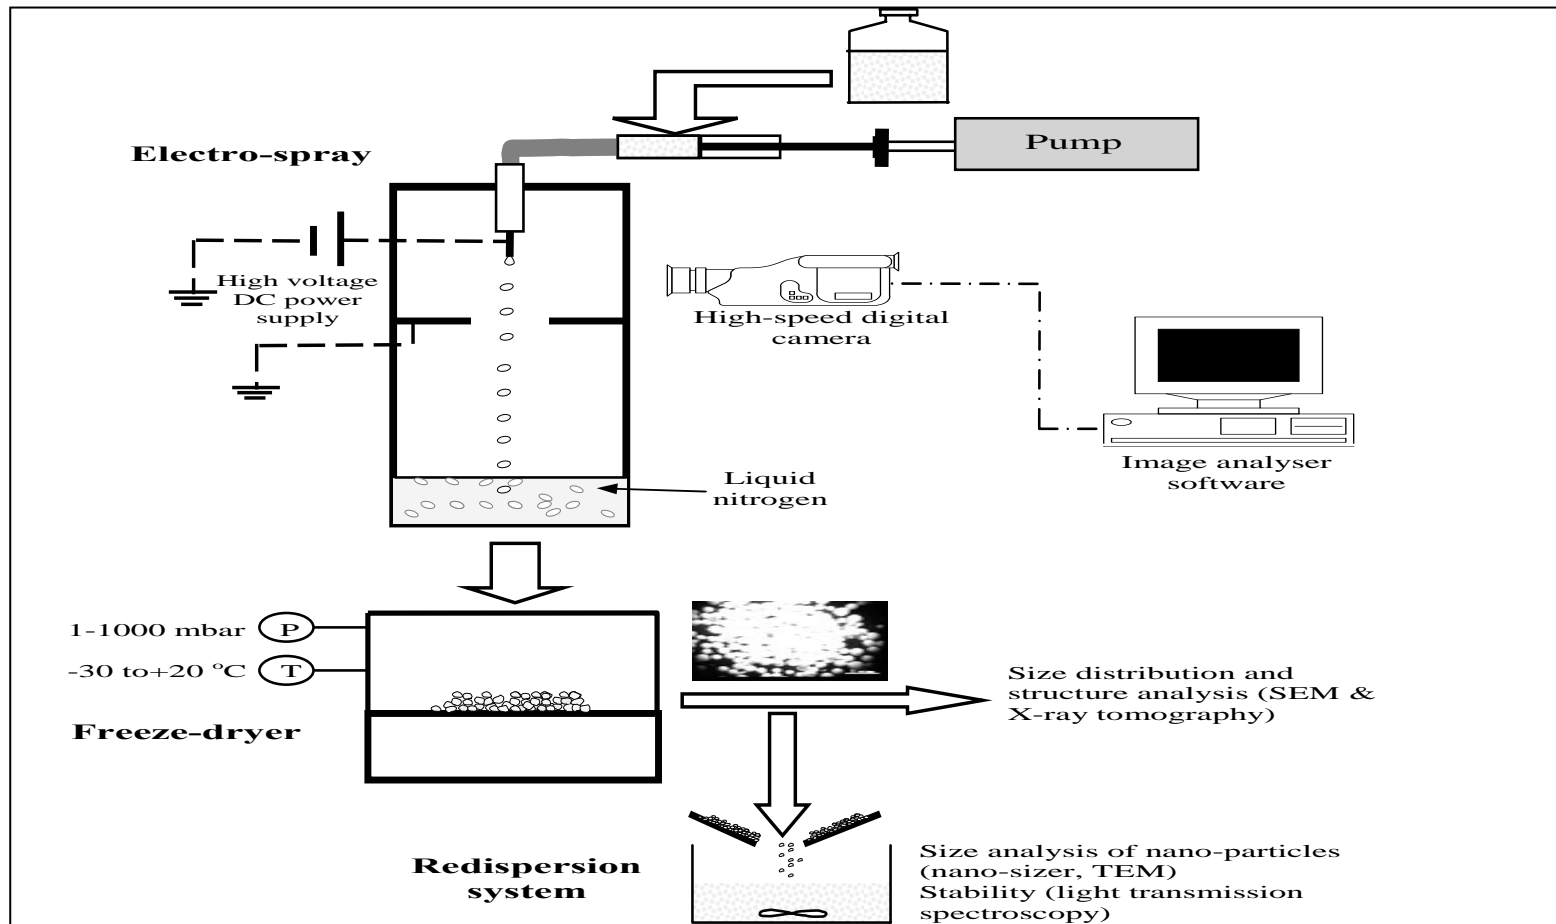 Pump
Electro-spray
High voltage
DC power
supply
High-speed digital
camera
Image analyser
software
Liquid
nitrogen
1-1000 mbar P
-30 to+20 °C T
Freeze-dryer
Size distribution and
structure analysis (SEM &
X-ray tomography)
Redispersion
system
Size analysis of nano-particles
(nano-sizer, TEM)
Stability (light transmission
spectroscopy)